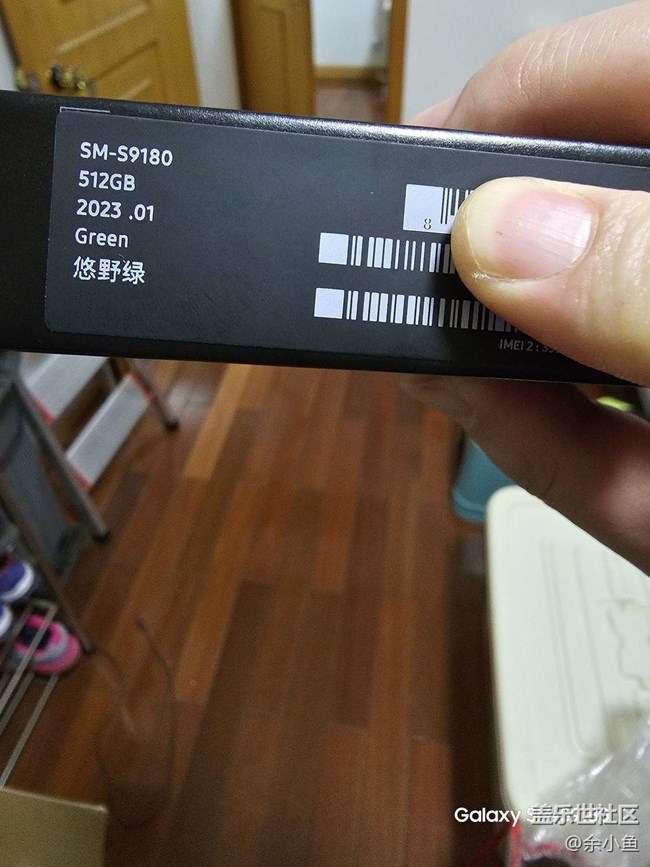 SM-S9180
512GB
2023 .01
Green
悠野绿
8
IMEI 2 :
Galaxy
盖乐世社区
@余小鱼